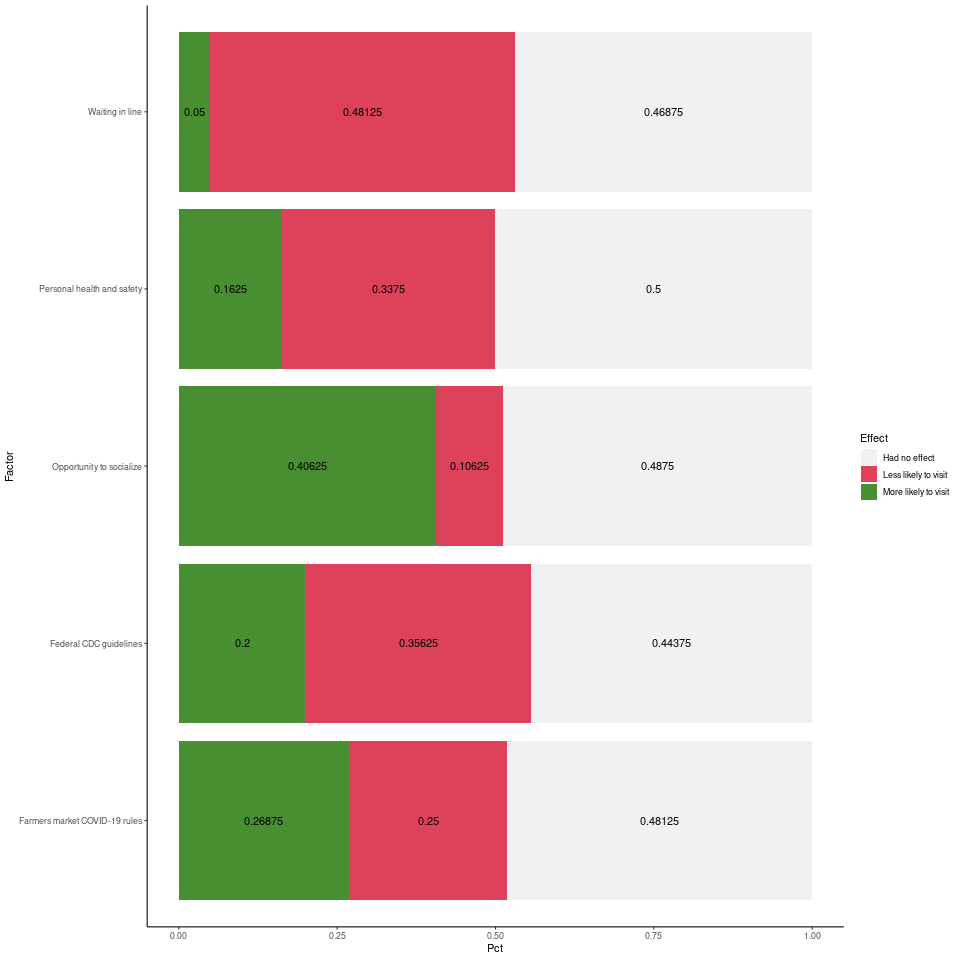 Factor
Waiting in line
0.05
0.48125
0.46875
Personal health and safety
0.1625
0.3375
0.5
Opportunity to socialize
0.40625
0.10625
0.4875
Federal CDC guidelines
0.2
0.35625
0.44375
Farmers market COVID-19 rules
0.26875
0.25
0.48125
0.00
0.25
0.50
0.75
1.00
Pct
Effect
Had no effect
Less likely to visit
More likely to visit